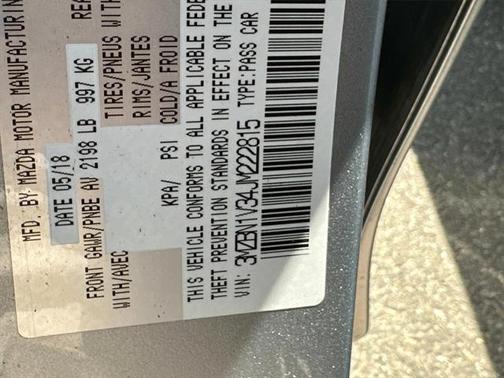 MFD. BY MAZDA MOTOR MANUFACTURIN
DATE 05/18
FRONT GAWR/PNBE AV 2198 LB 997 KG REA
WITH/AVEC TIRES/PNEUS WITH/AVE
RIMS/JANTES
KPA/ PSI COLD/A FROID
THIS VEHICLE CONFORMS TO ALL APPLICABLE FEDE
THEFT PREVENTION STANDARDS IN EFFECT ON THE
VIN: 3MZBN1V34JM222815 TYPE:PASS CAR